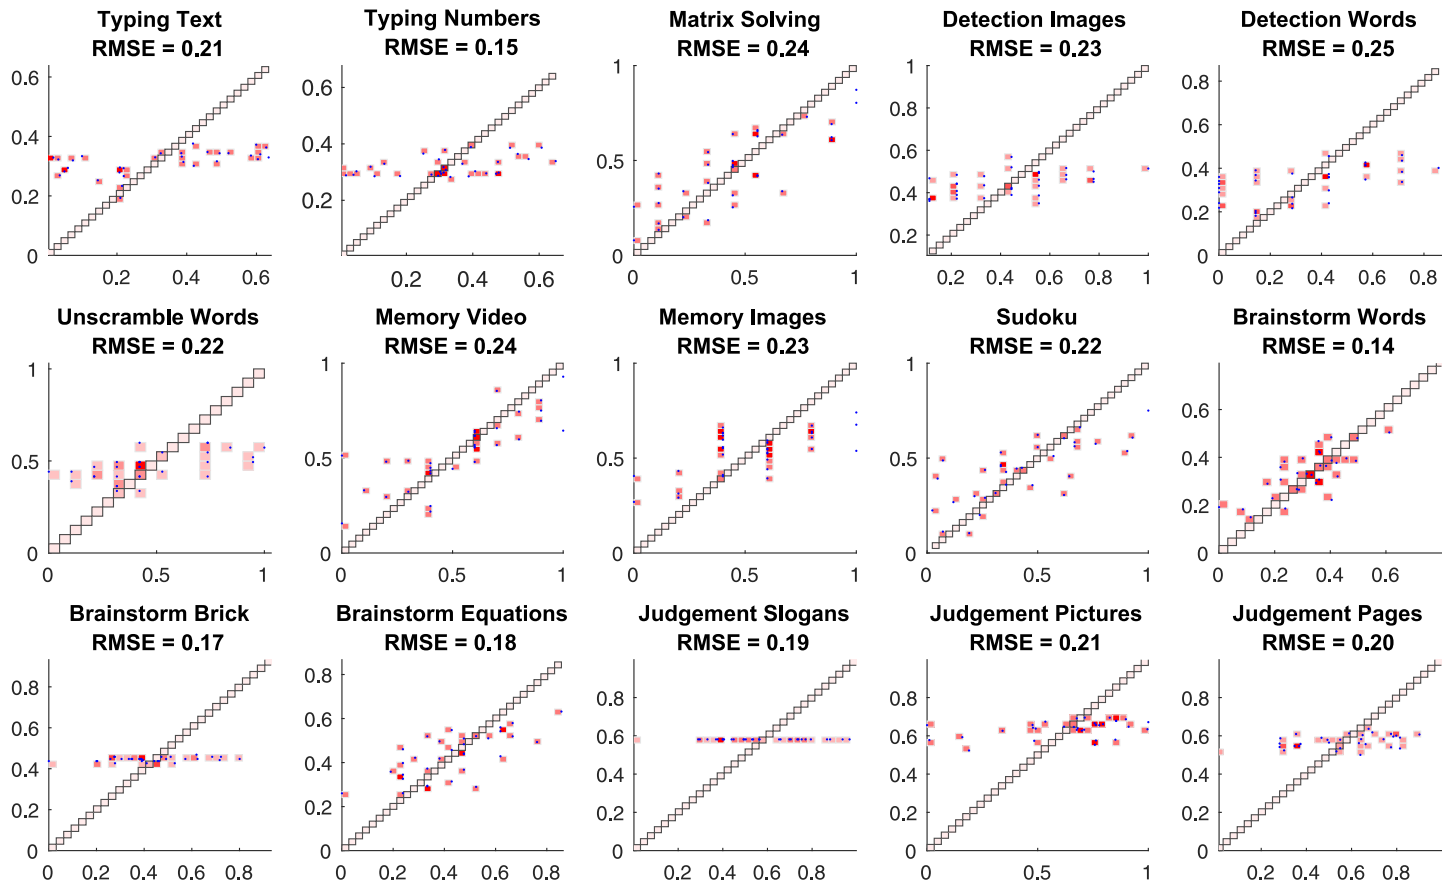 Typing Text
RMSE = 0.21
0.6
0.4
0.2
0
0 0.2 0.4 0.6
Typing Numbers
RMSE = 0.15
0.6
0.4
0.2
0.2 0.4 0.6
Matrix Solving
RMSE = 0.24
1
0.5
0
0 0.5 1
Detection Images
RMSE = 0.23
1
0.8
0.6
0.4
0.2
0.2 0.4 0.6 0.8 1
Detection Words
RMSE = 0.25
0.8
0.6
0.4
0.2
0
0 0.2 0.4 0.6 0.8
Unscramble Words
RMSE = 0.22
1
0.5
0
0 0.5 1
Memory Video
RMSE = 0.24
1
0.5
0
0 0.5 1
Memory Images
RMSE = 0.23
1
0.5
0
0 0.5 1
Sudoku
RMSE = 0.22
1
0.5
0
0 0.5 1
Brainstorm Words
RMSE = 0.14
0.6
0.4
0.2
0
0 0.2 0.4 0.6 0.8
Brainstorm Brick
RMSE = 0.17
0.8
0.6
0.4
0.2
0
0 0.2 0.4 0.6 0.8
Brainstorm Equations
RMSE = 0.18
0.8
0.6
0.4
0.2
0
0 0.2 0.4 0.6 0.8
Judgement Slogans
RMSE = 0.19
0.8
0.6
0.4
0.2
0
0.2 0.4 0.6 0.8
Judgement Pictures
RMSE = 0.21
0.8
0.6
0.4
0.2
0
0 0.5 1
Judgement Pages
RMSE = 0.20
0.8
0.6
0.4
0.2
0
0.2 0.4 0.6 0.8